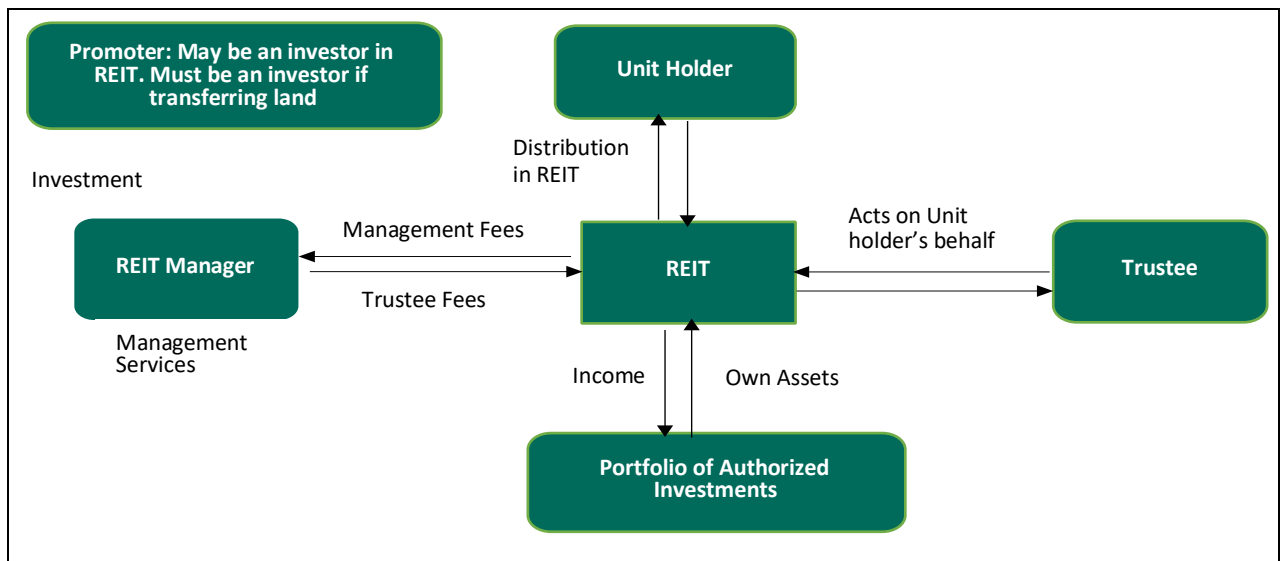 Promoter: May be an investor in
REIT. Must be an investor if
transferring land
Unit Holder
Distribution
in REIT
Investment
Management Fees
Acts on Unit
holder’s behalf
REIT Manager
REIT
Trustee
Trustee Fees
Management
Services
Income
Own Assets
Portfolio of Authorized
Investments